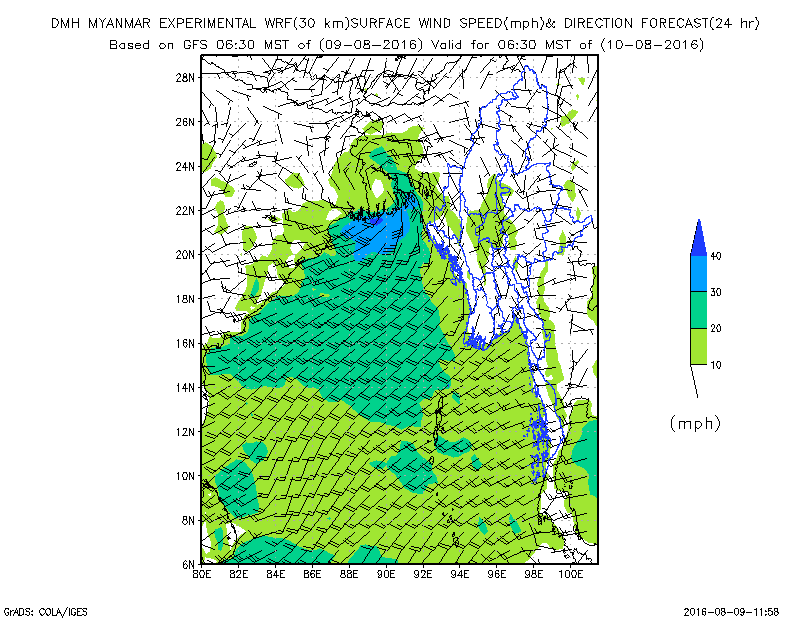 DMH MYANMAR EXPERIMENTAL WRF(30 km)SURFACE WIND SPEED(mph)& DIRECTION FORECAST(24 hr)
Based on GFS 06:30 MST of (09-08-2016) Valid for 06:30 MST of (10-08-2016)
28N
26N
24N
22N
20N
18N
16N
14N
12N
10N
8N
6N
80E 82E 84E 86E 88E 90E 92E 94E 96E 98E 100E
40
30
20
10
(mph)
GrADS: COLA/IGES
2016-08-09-11:58